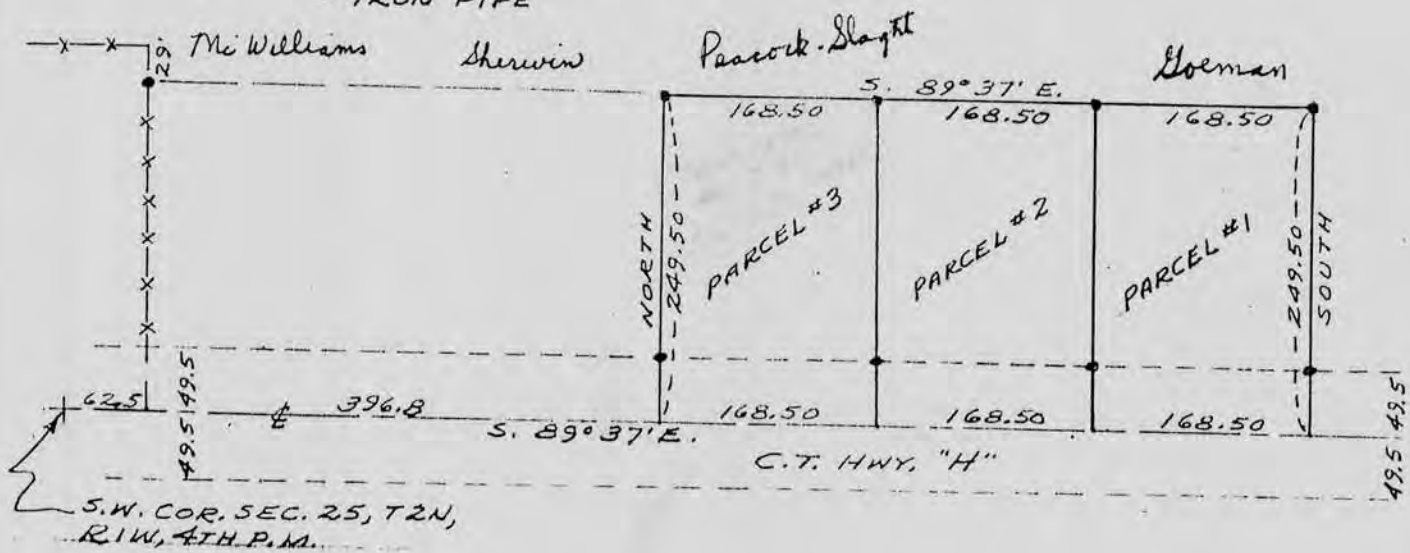 IRON PIPE
29'
Mc Williams
Sherwin
Peacock - Slaght
Goeman
S. 89° 37' E.
168.50
168.50
168.50
NORTH
249.50
PARCEL #3
PARCEL #2
PARCEL #1
249.50
SOUTH
62.5
49.5 49.5
396.8
S. 89° 37' E.
168.50
168.50
168.50
49.5 49.5
C.T. HWY. "H"
S.W. COR. SEC. 25, T2N,
R1W, 4TH P.M.